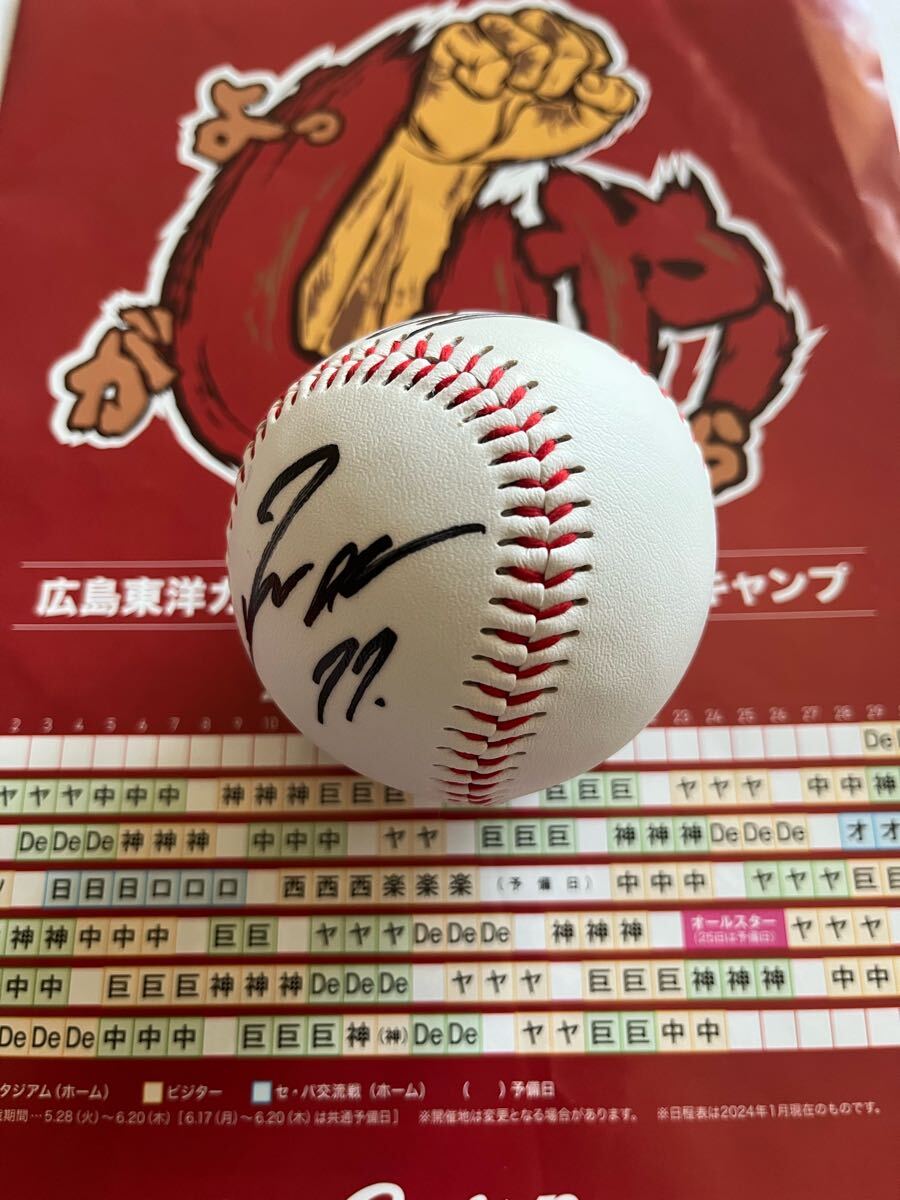 77.
広島東洋カ
キャンプ
2 3 4 5 6 7 8 9 10
23 24 25 26 27 28 29
De
ヤヤヤ中中中 神神神巨巨巨 巨巨巨 ヤヤヤ 中中神
DeDeDe神神神 中中中 ヤヤ 巨巨巨 神神神DeDeDe オオ
日日日ロロロ 西西西楽楽楽 (予備日) 中中中 ヤヤヤ巨巨
神神中中中 巨巨 ヤヤヤDeDeDe 神神神 オールスター ヤヤヤ
(25日は予備日)
中中 巨巨巨神神神DeDeDe ヤヤヤ 巨巨巨神神神 中中
DeDeDe中中中 巨巨巨神(神)DeDe ヤヤ巨巨中中
タジアム(ホーム) ビジター セ・パ交流戦(ホーム) ( )予備日
期間…5.28(火)~6.20(木)[6.17(月)~6.20(木)は共通予備日] ※開催地は変更となる場合があります。 ※日程表は2024年1月現在のものです。